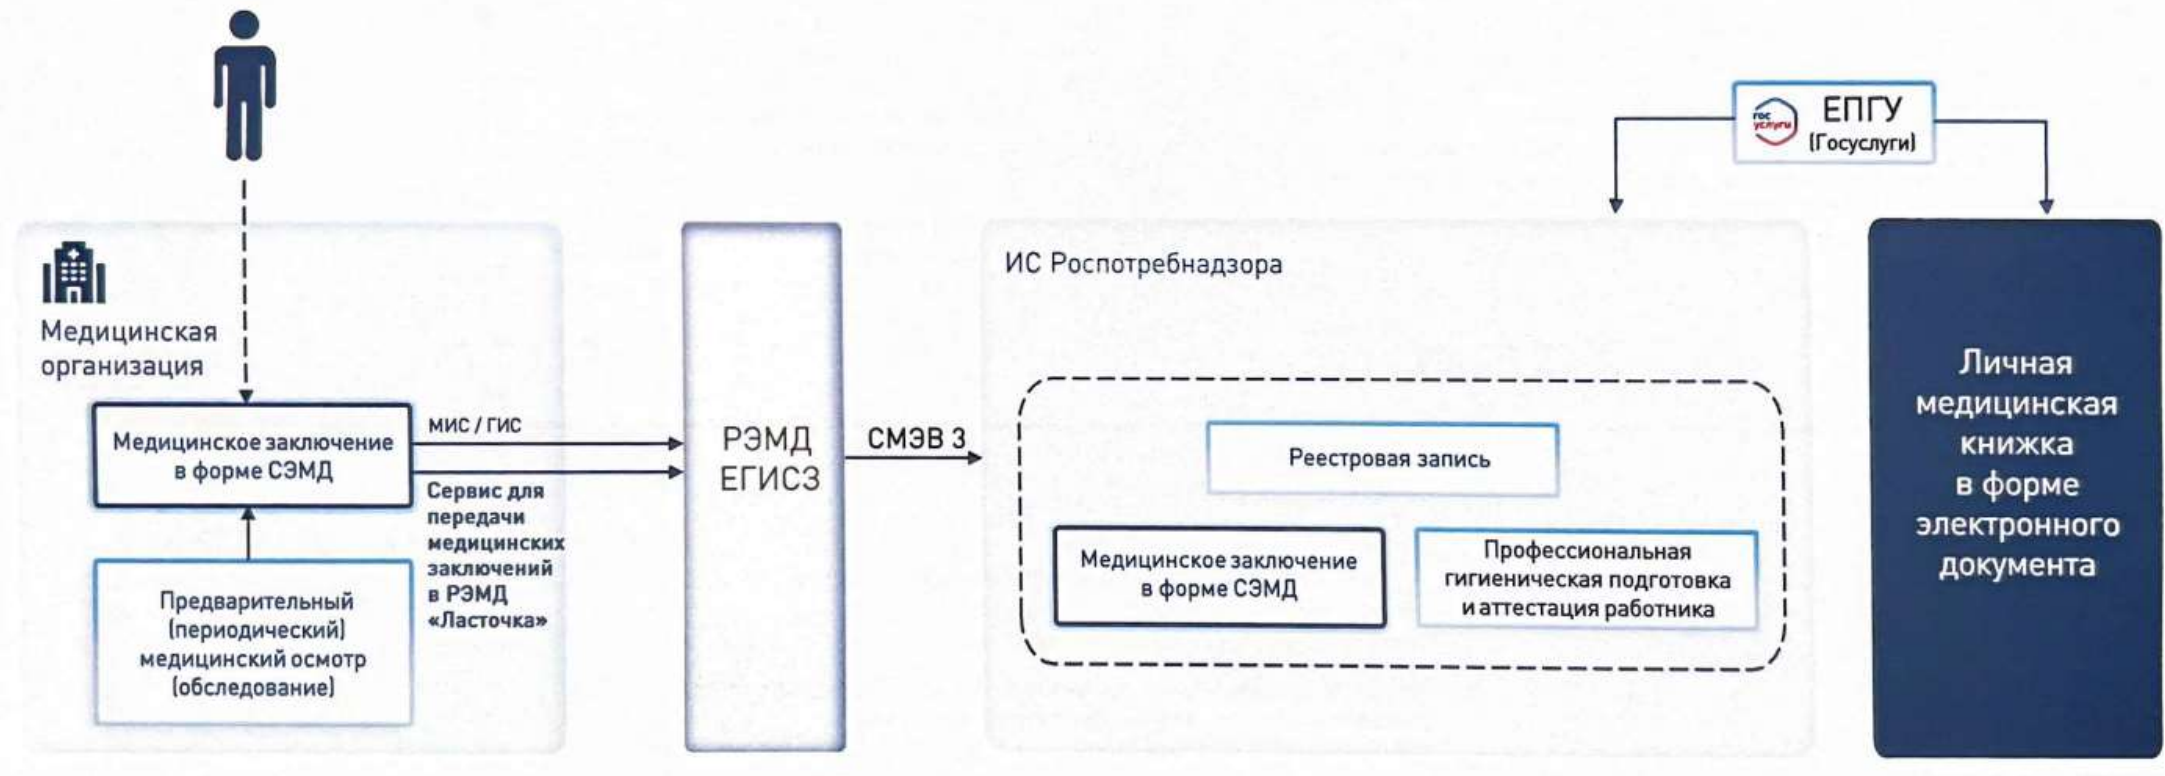 гос
услуги
ЕПГУ
(Госуслуги)
Медицинская
организация
Медицинское заключение
в форме СЭМД
Предварительный
(периодический)
медицинский осмотр
(обследование)
МИС / ГИС
Сервис для
передачи
медицинских
заключений
в РЭМД
«Ласточка»
РЭМД
ЕГИСЗ
СМЭВ 3
ИС Роспотребнадзора
Реестровая запись
Медицинское заключение
в форме СЭМД
Профессиональная
гигиеническая подготовка
и аттестация работника
Личная
медицинская
книжка
в форме
электронного
документа